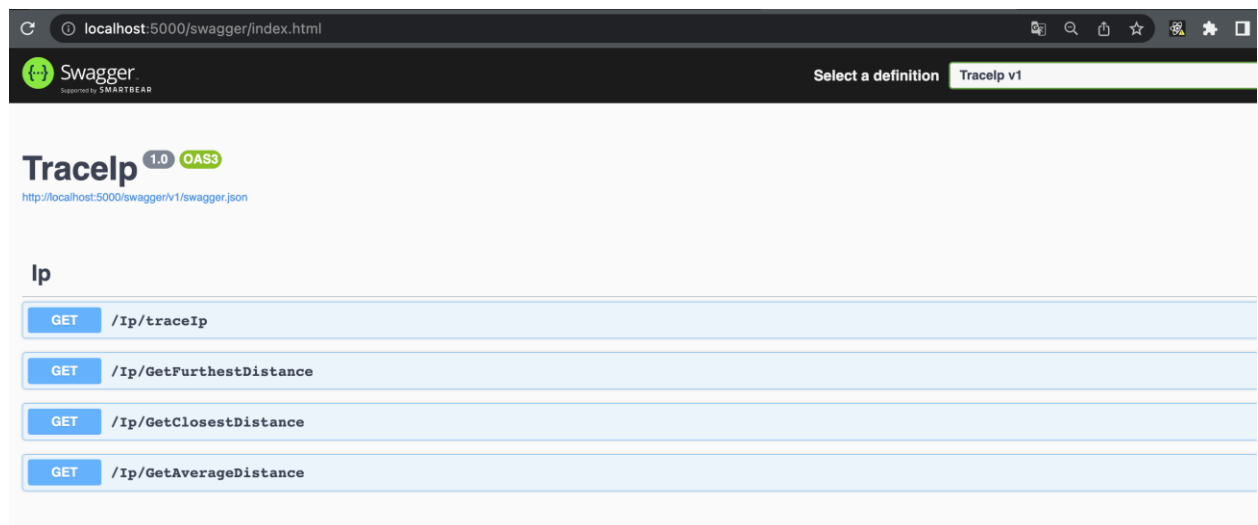 localhost:5000/swagger/index.html
Swagger
Supported by SMARTBEAR
Select a definition
TraceIp v1
TraceIp 1.0 OAS3
http://localhost:5000/swagger/v1/swagger.json
Ip
GET /Ip/traceIp
GET /Ip/GetFurthestDistance
GET /Ip/GetClosestDistance
GET /Ip/GetAverageDistance